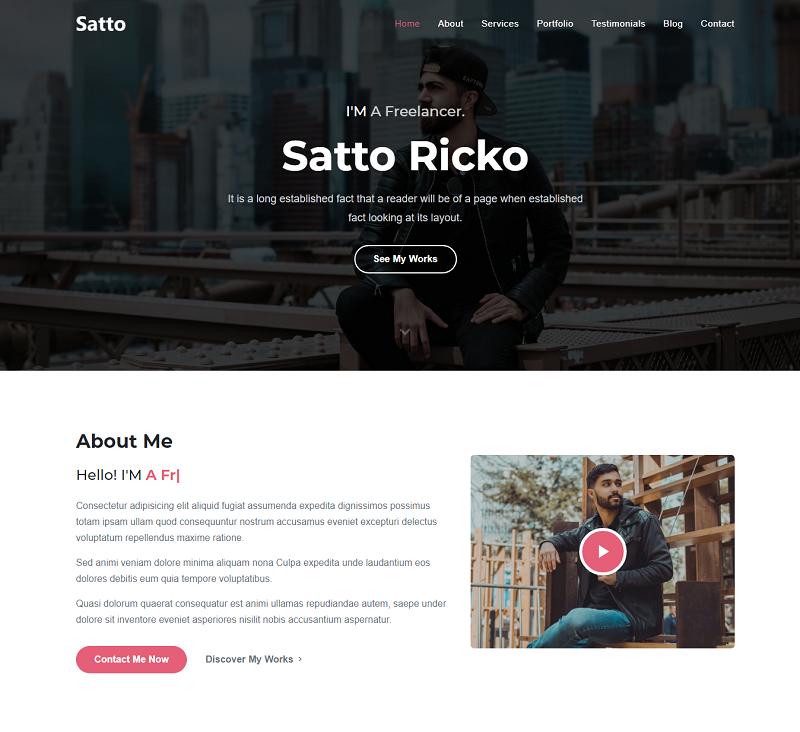 Satto
Home About Services Portfolio Testimonials Blog Contact
I'M A Freelancer.
Satto Ricko
It is a long established fact that a reader will be of a page when established
fact looking at its layout.
See My Works
About Me
Hello! I'M A Fr|
Consectetur adipisicing elit aliquid fugiat assumenda expedita dignissimos possimus
totam ipsam ullam quod consequuntur nostrum accusamus eveniet excepturi delectus
voluptatum repellendus maxime ratione.
Sed animi veniam dolore minima aliquam nona Culpa expedita unde laudantium eos
dolores debitis eum quia tempore voluptatibus.
Quasi dolorum quaerat consequatur est animi ullamas repudiandae autem, saepe under
dolore sit inventore eveniet asperiores nisilit nobis accusantium aspernatur.
Contact Me Now
Discover My Works ›